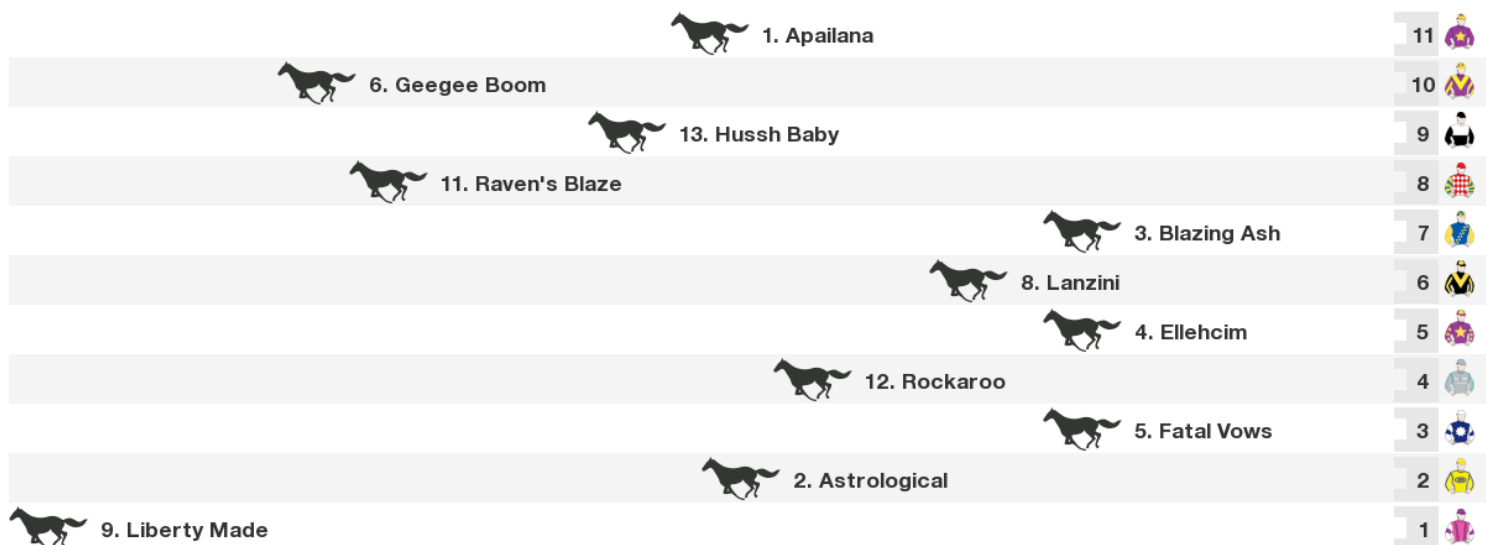 1. Apailana 11
6. Geegee Boom 10
13. Hussh Baby 9
11. Raven's Blaze 8
3. Blazing Ash 7
8. Lanzini 6
4. Ellehcim 5
12. Rockaroo 4
5. Fatal Vows 3
2. Astrological 2
9. Liberty Made 1